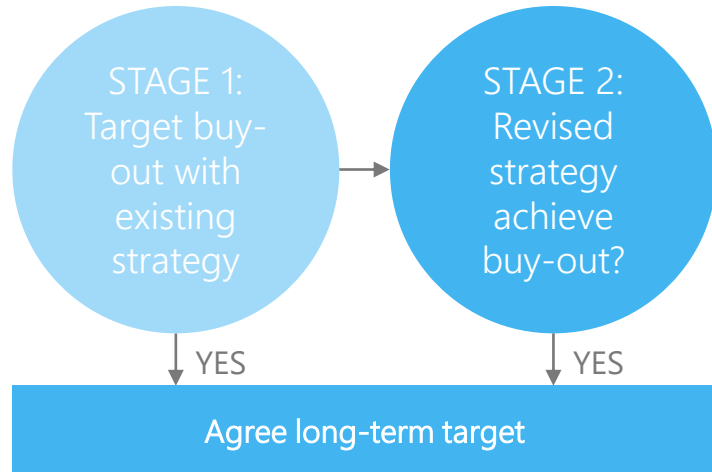 STAGE 1:
Target buy-
out with
existing
strategy
STAGE 2:
Revised
strategy
achieve
buy-out?
YES
YES
Agree long-term target